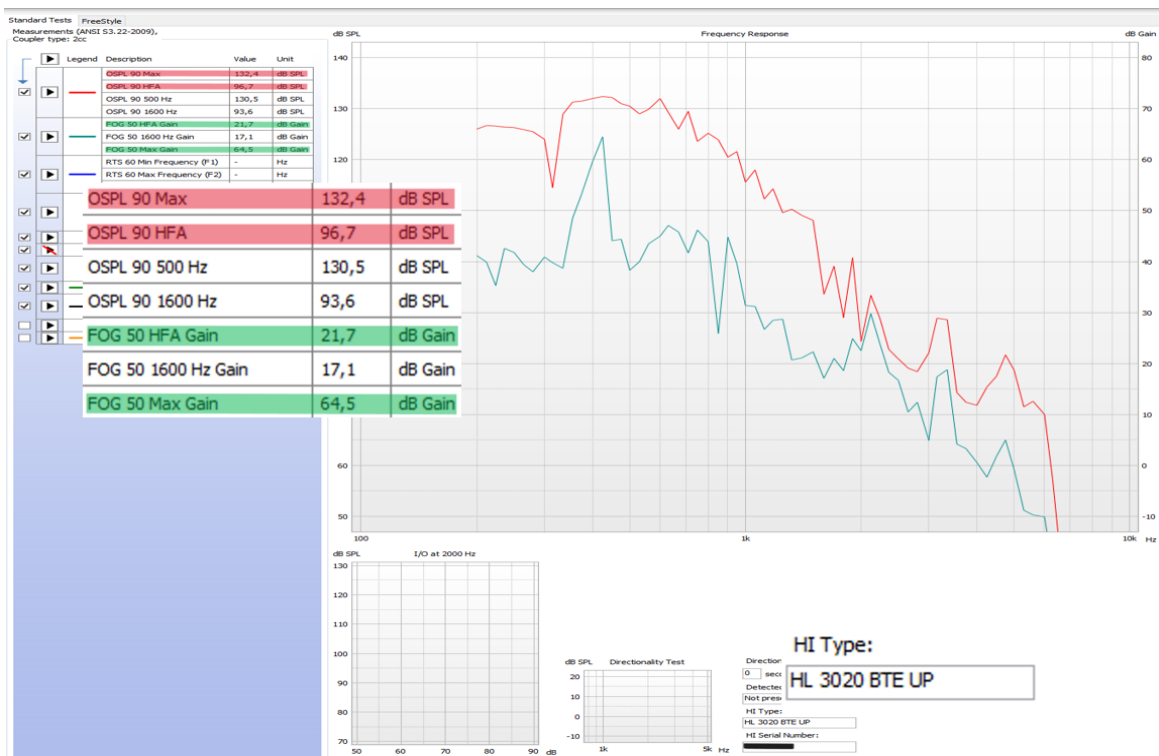 Standard Tests FreeStyle
Measurements (ANSI S3.22-2009),
Coupler type: 2cc
Legend Description Value Unit
OSPL 90 Max 132,4 dB SPL
OSPL 90 HFA 96,7 dB SPL
OSPL 90 500 Hz 130,5 dB SPL
OSPL 90 1600 Hz 93,6 dB SPL
FOG 50 HFA Gain 21,7 dB Gain
FOG 50 1600 Hz Gain 17,1 dB Gain
FOG 50 Max Gain 64,5 dB Gain
RTS 60 Min Frequency (F1) - Hz
RTS 60 Max Frequency (F2) - Hz
OSPL 90 Max 132,4 dB SPL
OSPL 90 HFA 96,7 dB SPL
OSPL 90 500 Hz 130,5 dB SPL
OSPL 90 1600 Hz 93,6 dB SPL
FOG 50 HFA Gain 21,7 dB Gain
FOG 50 1600 Hz Gain 17,1 dB Gain
FOG 50 Max Gain 64,5 dB Gain
dB SPL Frequency Response dB Gain
140 80
130 70
120 60
50
40
30
20
10
60 0
50 -10
100 1k 10k Hz
dB SPL I/O at 2000 Hz
130
120
110
100
90
80
70
50 60 70 80 90 dB
dB SPL Directionality Test
20
10
0
-10
1k 5k Hz
Direction
0 sec
Detected
Not pres
HI Type:
HL 3020 BTE UP
HI Serial Number:
HI Type:
HL 3020 BTE UP